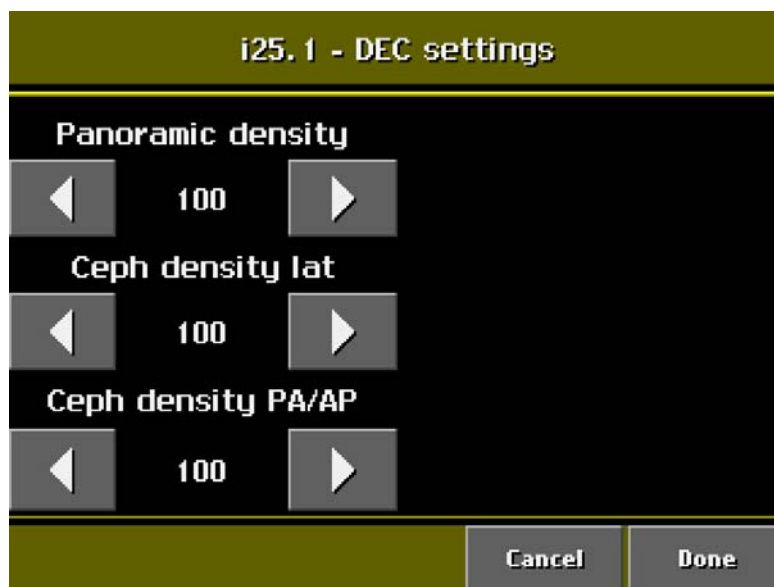 i25.1 - DEC settings
Panoramic density
100
Ceph density lat
100
Ceph density PA/AP
100
Cancel Done